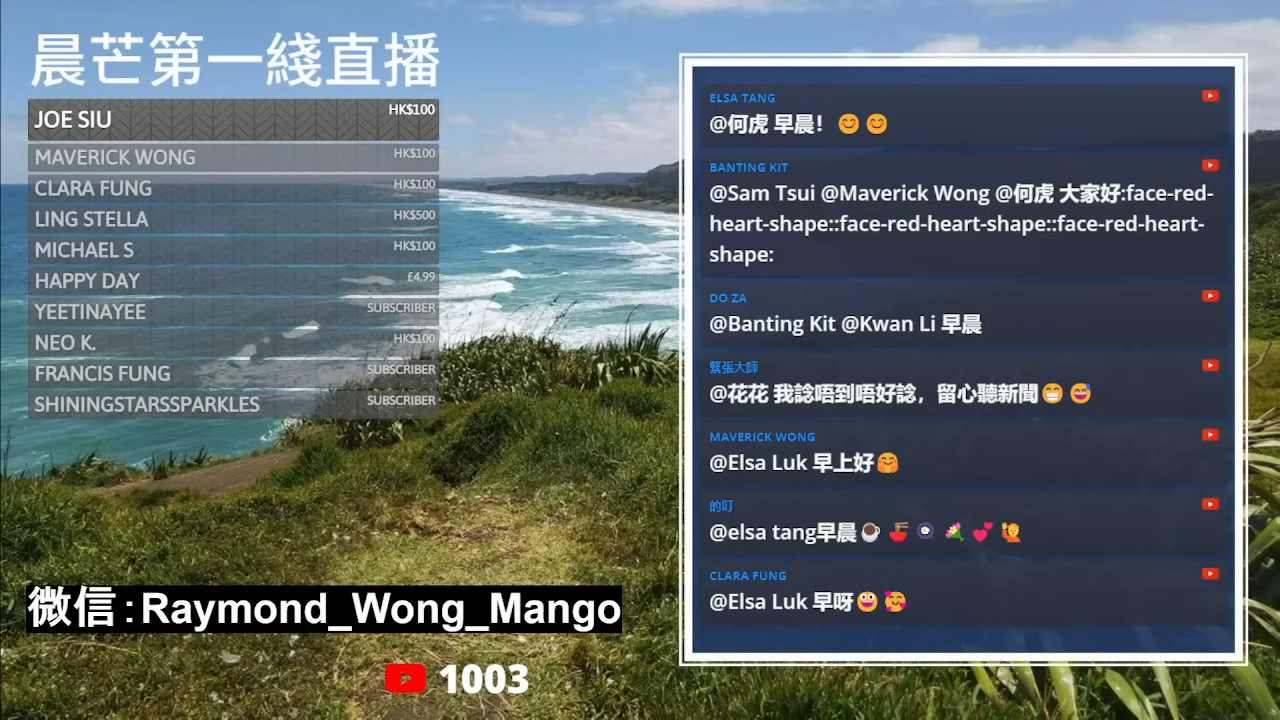 晨芒第一綫直播
JOE SIU HK$100
MAVERICK WONG HK$100
CLARA FUNG HK$100
LING STELLA HK$500
MICHAEL S HK$100
HAPPY DAY £4.99
YEETINAYEE SUBSCRIBER
NEO K. HK$100
FRANCIS FUNG SUBSCRIBER
SHININGSTARSSPARKLES SUBSCRIBER
微信:Raymond_Wong_Mango
1003
ELSA TANG
@何虎 早晨! 😊 😊
BANTING KIT
@Sam Tsui @Maverick Wong @何虎 大家好:face-red-
heart-shape::face-red-heart-shape::face-red-heart-
shape:
DO ZA
@Banting Kit @Kwan Li 早晨
緊張大師
@花花 我諗唔到唔好諗，留心聽新聞😁 😅
MAVERICK WONG
@Elsa Luk 早上好🤗
的叮
@elsa tang早晨☕ 🍜 🍳 💐 💕 🙋
CLARA FUNG
@Elsa Luk 早呀🤪 🥰